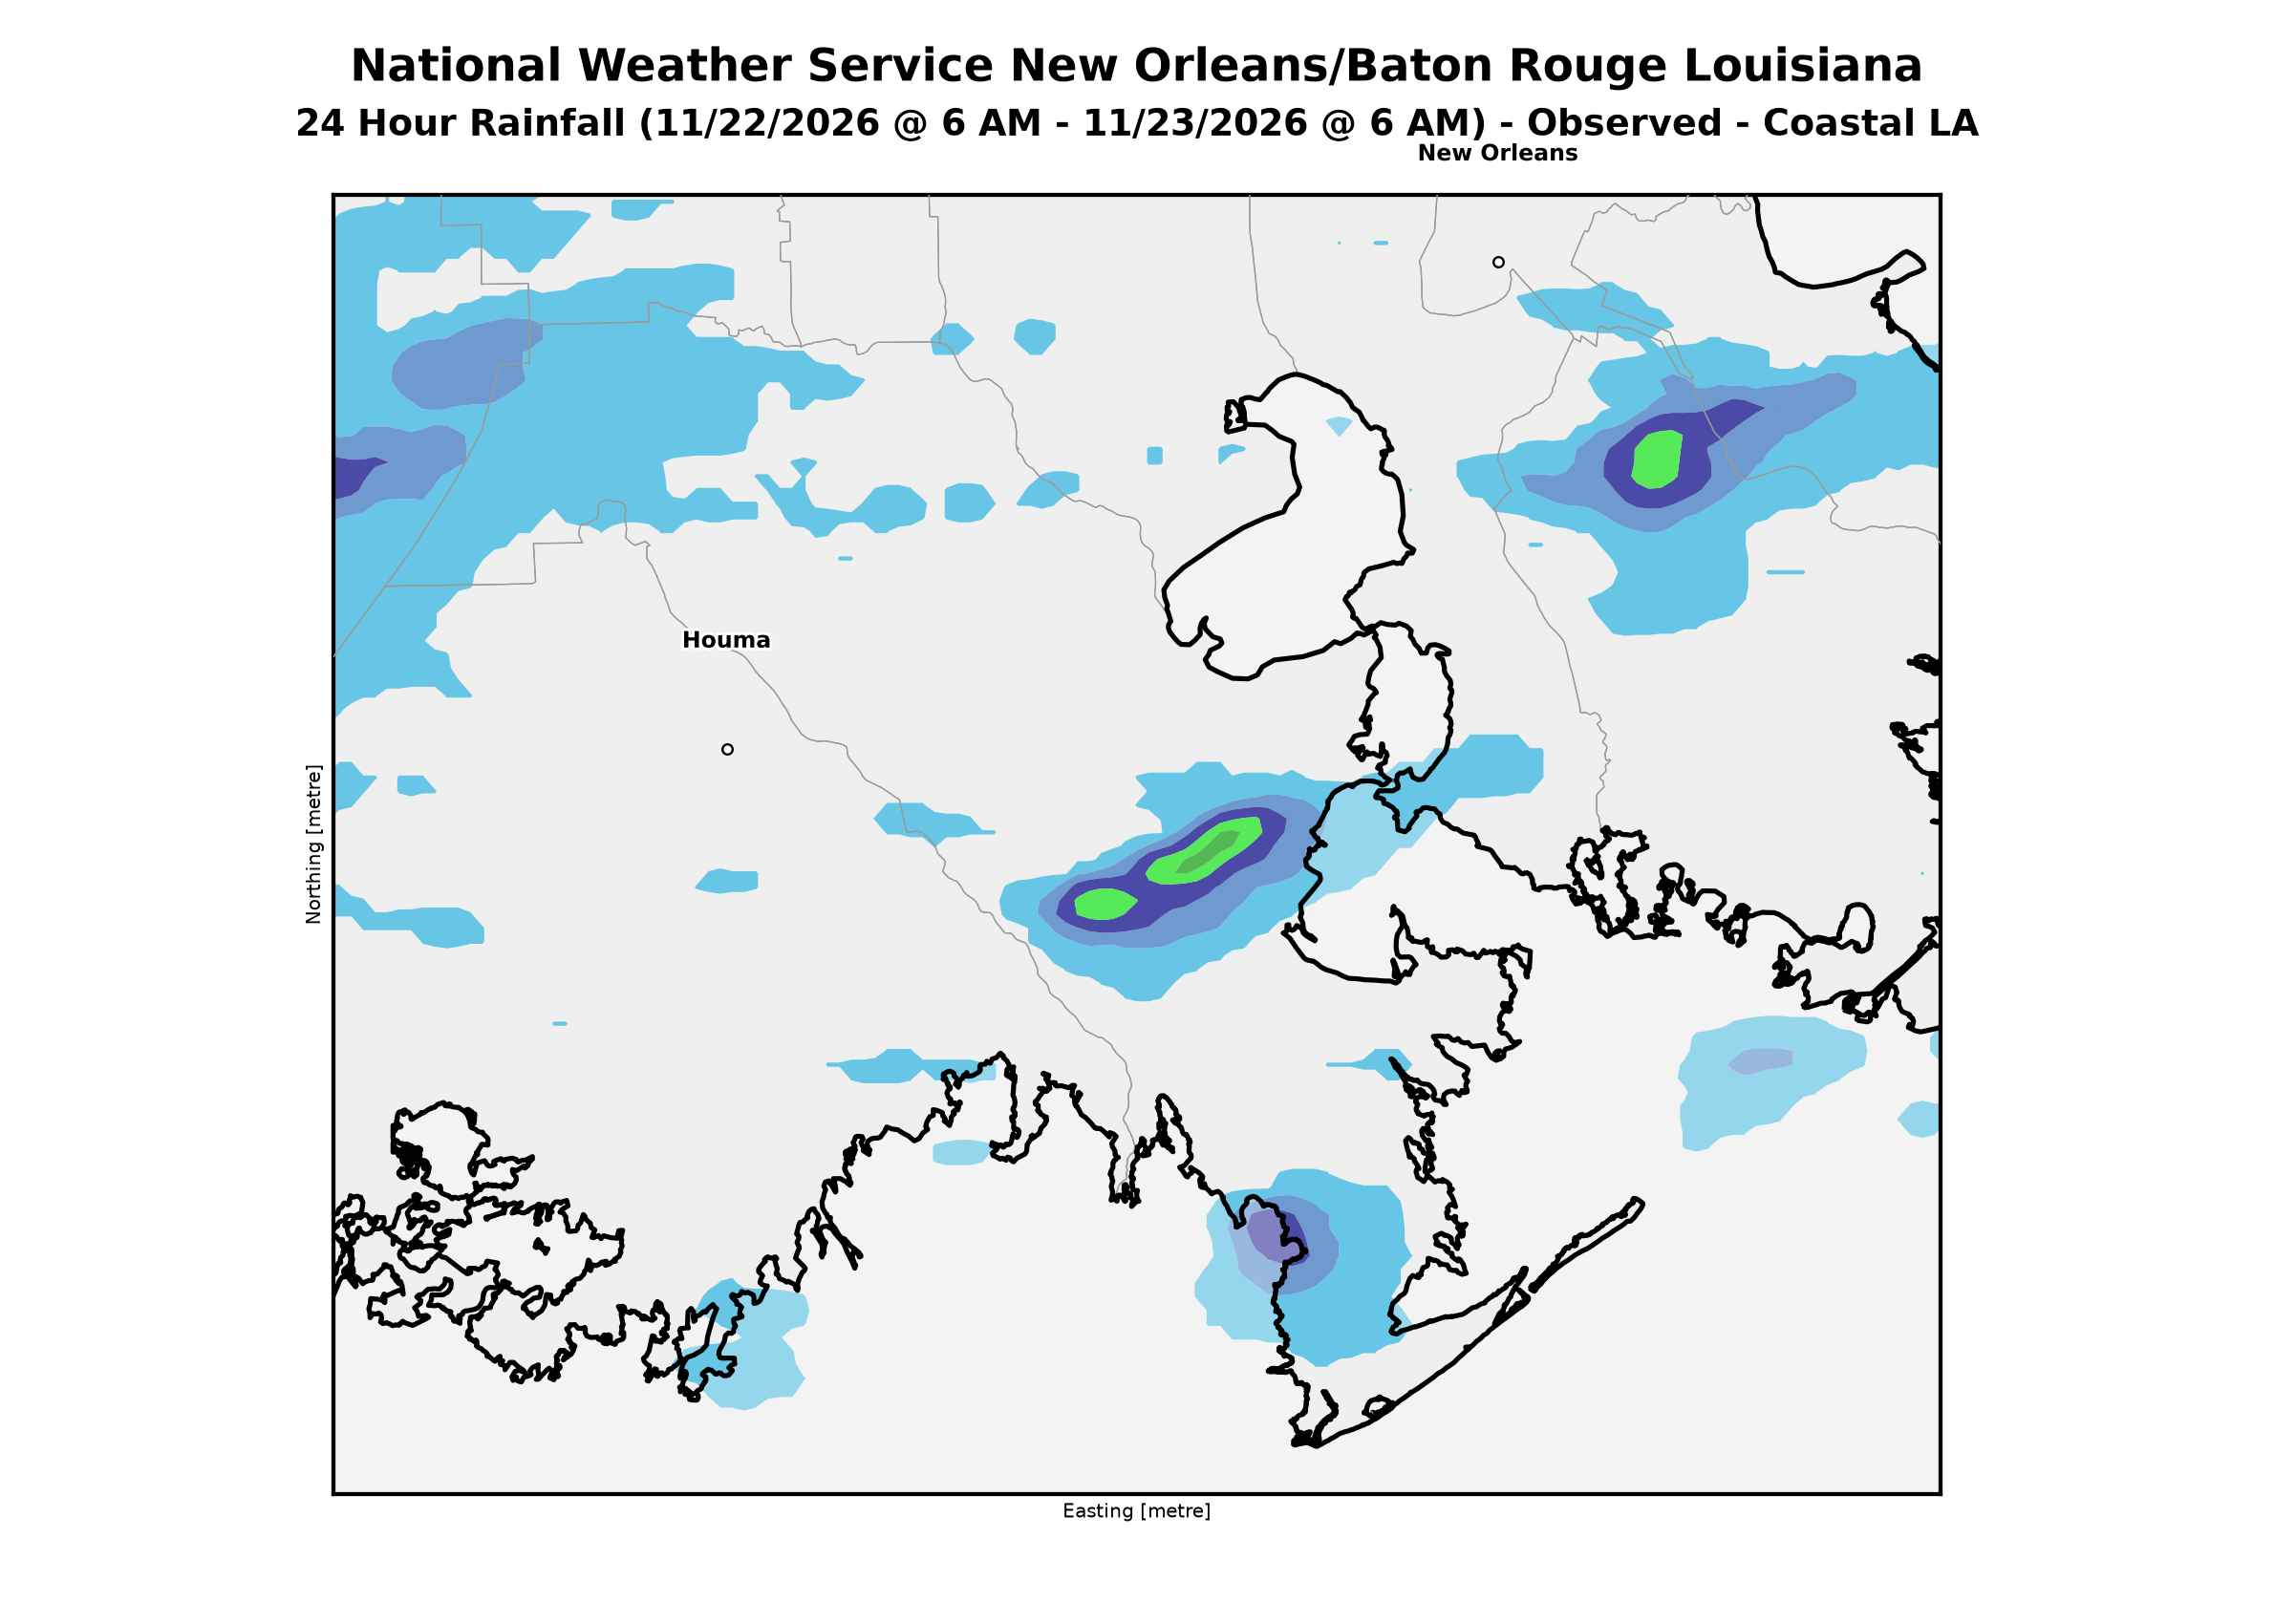 National Weather Service New Orleans/Baton Rouge Louisiana
24 Hour Rainfall (11/22/2026 @ 6 AM - 11/23/2026 @ 6 AM) - Observed - Coastal LA
New Orleans
Houma
Northing [metre]
Easting [metre]